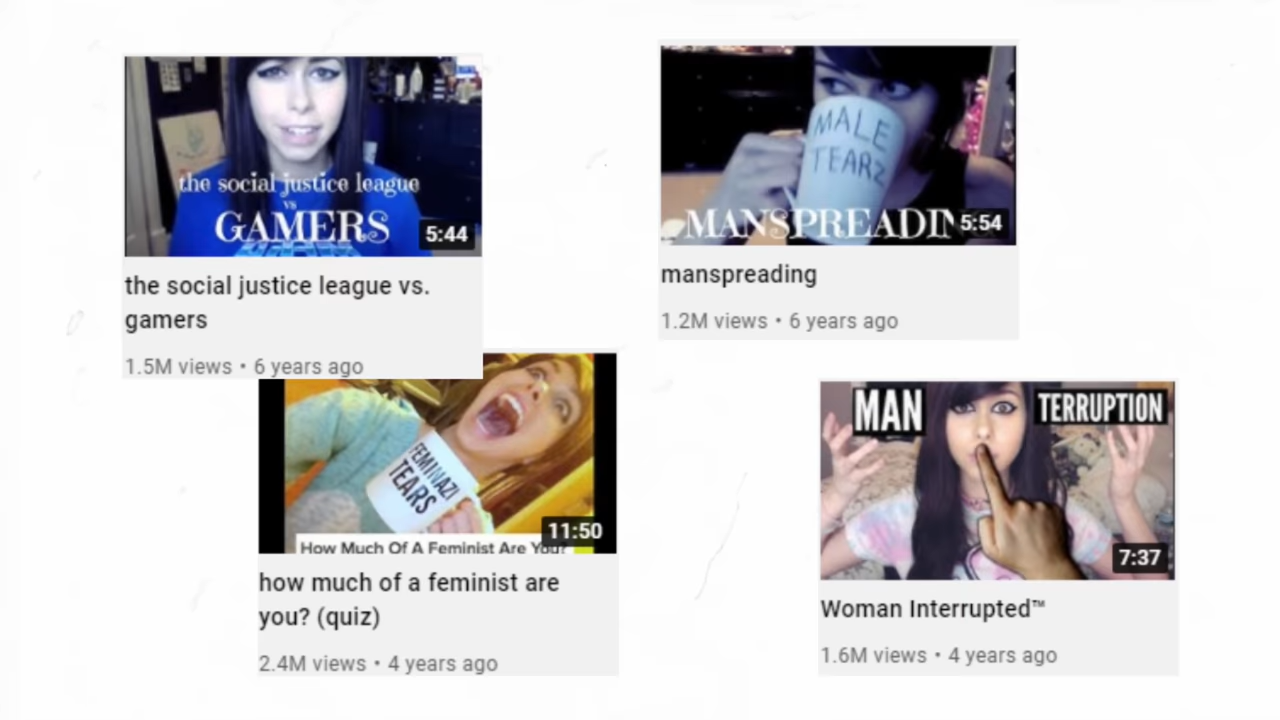 the social justice league
vs
GAMERS
5:44
the social justice league vs.
gamers
1.5M views • 6 years ago
MALE
TEARZ
MANSPREADIN
5:54
manspreading
1.2M views • 6 years ago
FEMINAZI
TEARS
11:50
How Much Of A Feminist Are You?
how much of a feminist are
you? (quiz)
2.4M views • 4 years ago
MAN
TERRUPTION
7:37
Woman Interrupted™
1.6M views • 4 years ago